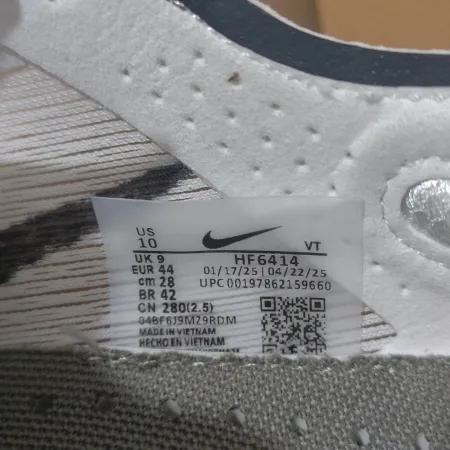 US
10
VT
UK 9
HF6414
EUR 44
01/17/25 | 04/22/25
cm 28
UPC 00197862159660
BR 42
CN 280(2.5)
04BF6J9MZ9RDM
MADE IN VIETNAM
HECHO EN VIETNAM